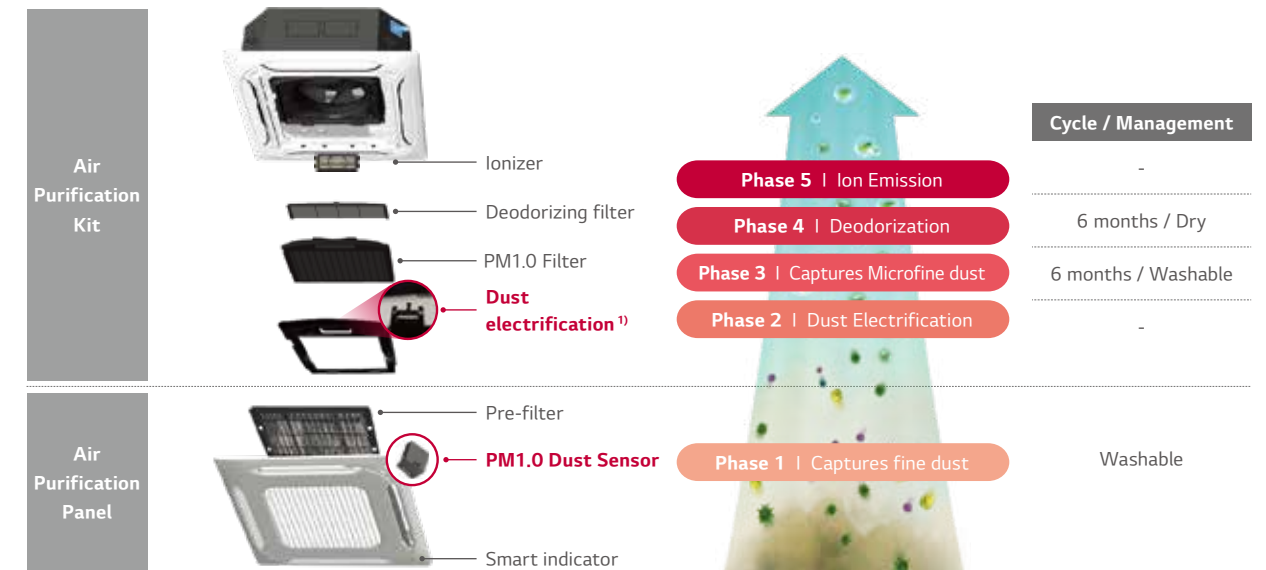 Air
Purification
Kit
Ionizer
Deodorizing filter
PM1.0 Filter
Dust
electrification 1)
Phase 5 I Ion Emission
Phase 4 I Deodorization
Phase 3 I Captures Microfine dust
Phase 2 I Dust Electrification
Cycle / Management
-
6 months / Dry
6 months / Washable
-
Air
Purification
Panel
Pre-filter
PM1.0 Dust Sensor
Smart indicator
Phase 1 I Captures fine dust
Washable